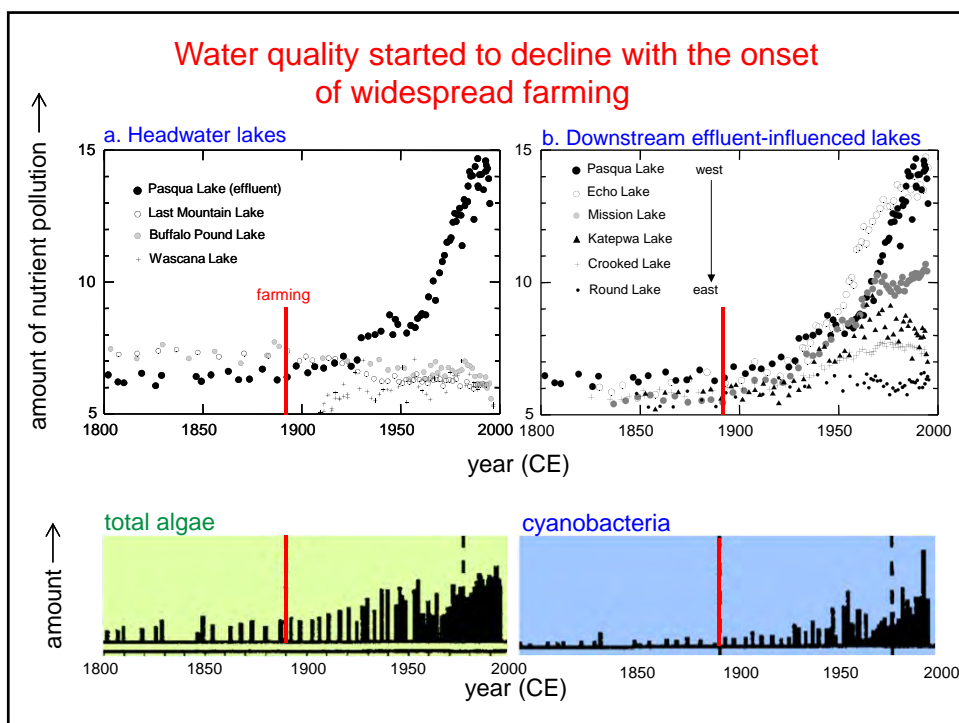 Water quality started to decline with the onset
of widespread farming
amount of nutrient pollution
a. Headwater lakes
15
10
5
Pasqua Lake (effluent)
Last Mountain Lake
Buffalo Pound Lake
Wascana Lake
farming
1800
1850
1900
1950
2000
b. Downstream effluent-influenced lakes
15
10
5
Pasqua Lake
Echo Lake
Mission Lake
Katepwa Lake
Crooked Lake
Round Lake
west
east
1800
1850
1900
1950
2000
year (CE)
amount
total algae
1800
1850
1900
1950
2000
cyanobacteria
1800
1850
1900
1950
2000
year (CE)